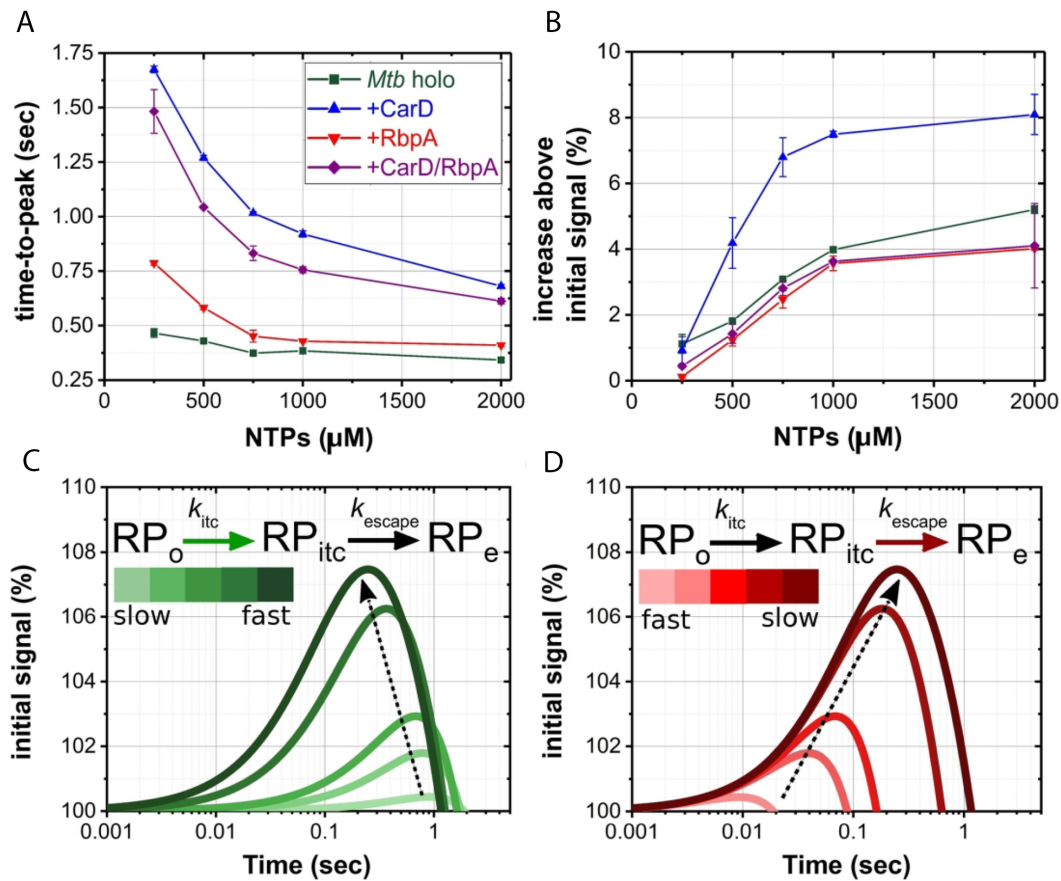 A
time-to-peak (sec)
1.75
1.50
1.25
1.00
0.75
0.50
0.25
Mtb holo
+CarD
+RbpA
+CarD/RbpA
0 500 1000 1500 2000
NTPs (µM)
B
increase above
initial signal (%)
10
8
6
4
2
0
0 500 1000 1500 2000
NTPs (µM)
C
initial signal (%)
110
108
106
104
102
100
k itc
k escape
RPo RPitc RPe
slow fast
0.001 0.01 0.1 1
Time (sec)
D
initial signal (%)
110
108
106
104
102
100
k itc
k escape
RPo RPitc RPe
fast slow
0.001 0.01 0.1 1
Time (sec)